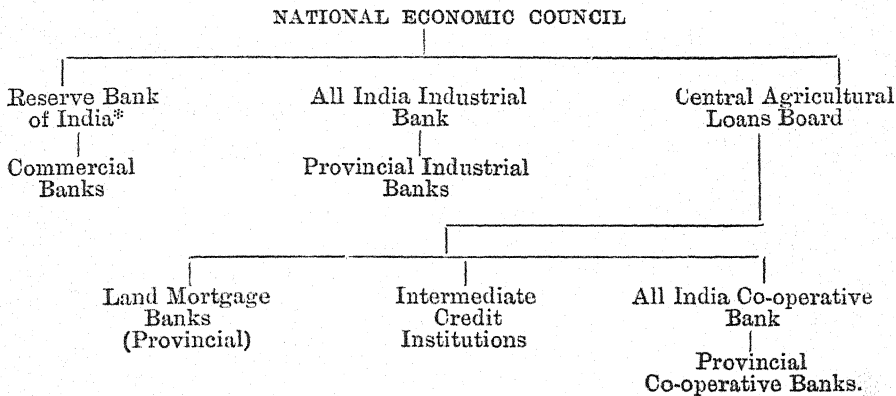 NATIONAL ECONOMIC COUNCIL
Reserve Bank
of India*
All India Industrial
Bank
Central Agricultural
Loans Board
Commercial
Banks
Provincial Industrial
Banks
Land Mortgage
Banks
(Provincial)
Intermediate
Credit
Institutions
All India Co-operative
Bank
Provincial
Co-operative Banks.